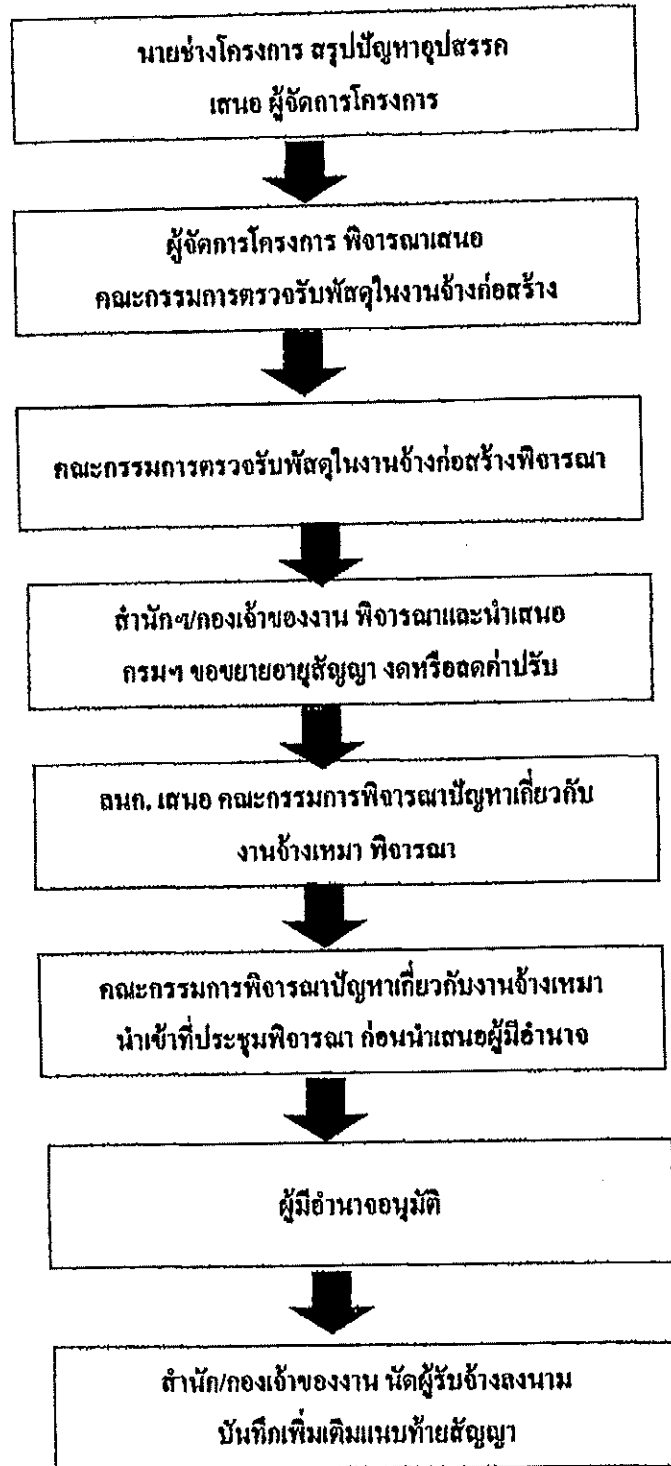 นายช่างโครงการ สรุปปัญหาอุปสรรค
เสนอ ผู้จัดการโครงการ
ผู้จัดการโครงการ พิจารณาเสนอ
คณะกรรมการตรวจรับพัสดุในงานจ้างก่อสร้าง
คณะกรรมการตรวจรับพัสดุในงานจ้างก่อสร้างพิจารณา
สำนักฯ/กองเจ้าของงาน พิจารณาและนำเสนอ
กรมฯ ขอขยายอายุสัญญา งดหรือลดค่าปรับ
ลนก. เสนอ คณะกรรมการพิจารณาปัญหาเกี่ยวกับ
งานจ้างเหมา พิจารณา
คณะกรรมการพิจารณาปัญหาเกี่ยวกับงานจ้างเหมา
นำเข้าที่ประชุมพิจารณา ก่อนนำเสนอผู้มีอำนาจ
ผู้มีอำนาจอนุมัติ
สำนัก/กองเจ้าของงาน นัดผู้รับจ้างลงนาม
บันทึกเพิ่มเติมแนบท้ายสัญญา